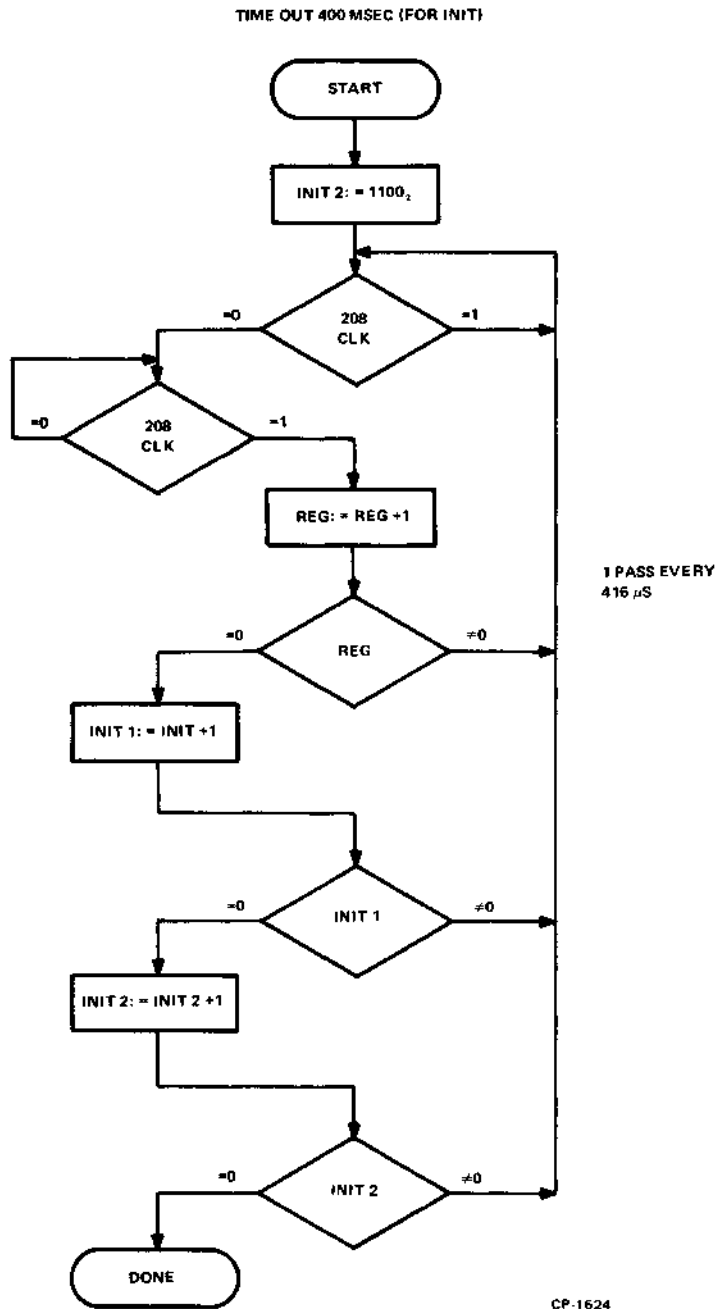 TIME OUT 400 MSEC (FOR INIT)
START
INIT 2: = 1100₂
208
CLK
=0
=1
208
CLK
=0
=1
REG: = REG +1
1 PASS EVERY
416 µS
REG
=0
≠0
INIT 1: = INIT +1
INIT 1
=0
≠0
INIT 2: = INIT 2 +1
INIT 2
=0
≠0
DONE
CP-1624